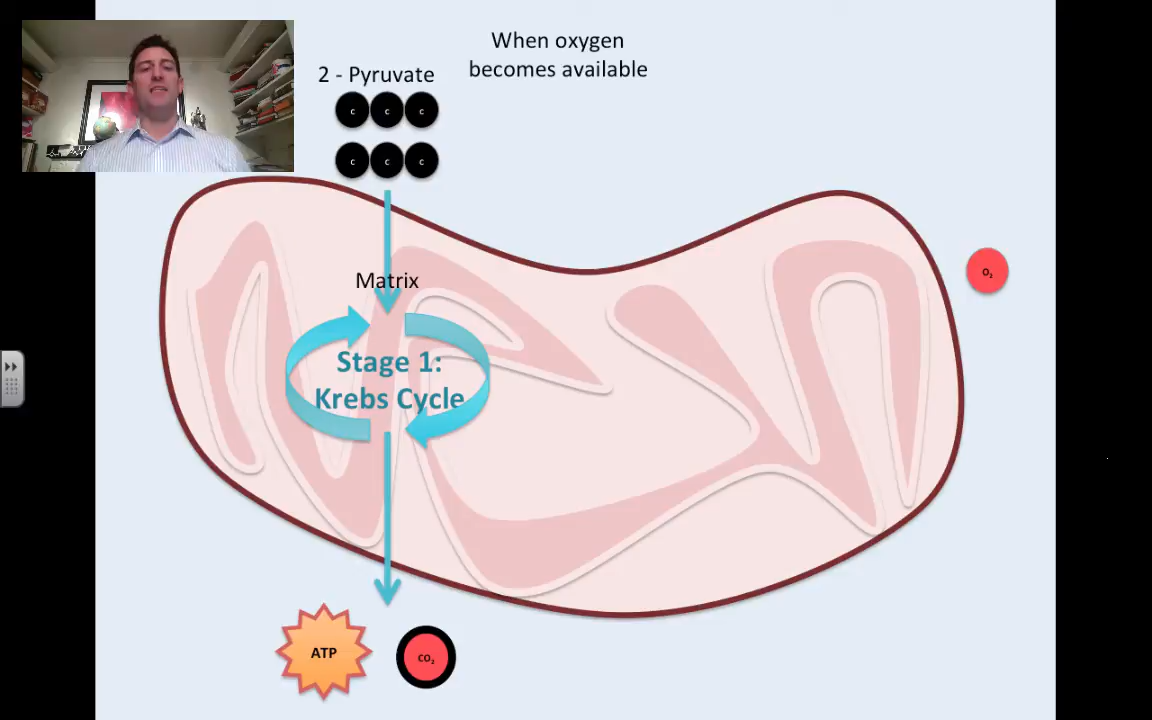 When oxygen
becomes available
2 - Pyruvate
c c c
c c c
Matrix
O₂
Stage 1:
Krebs Cycle
ATP
CO₂